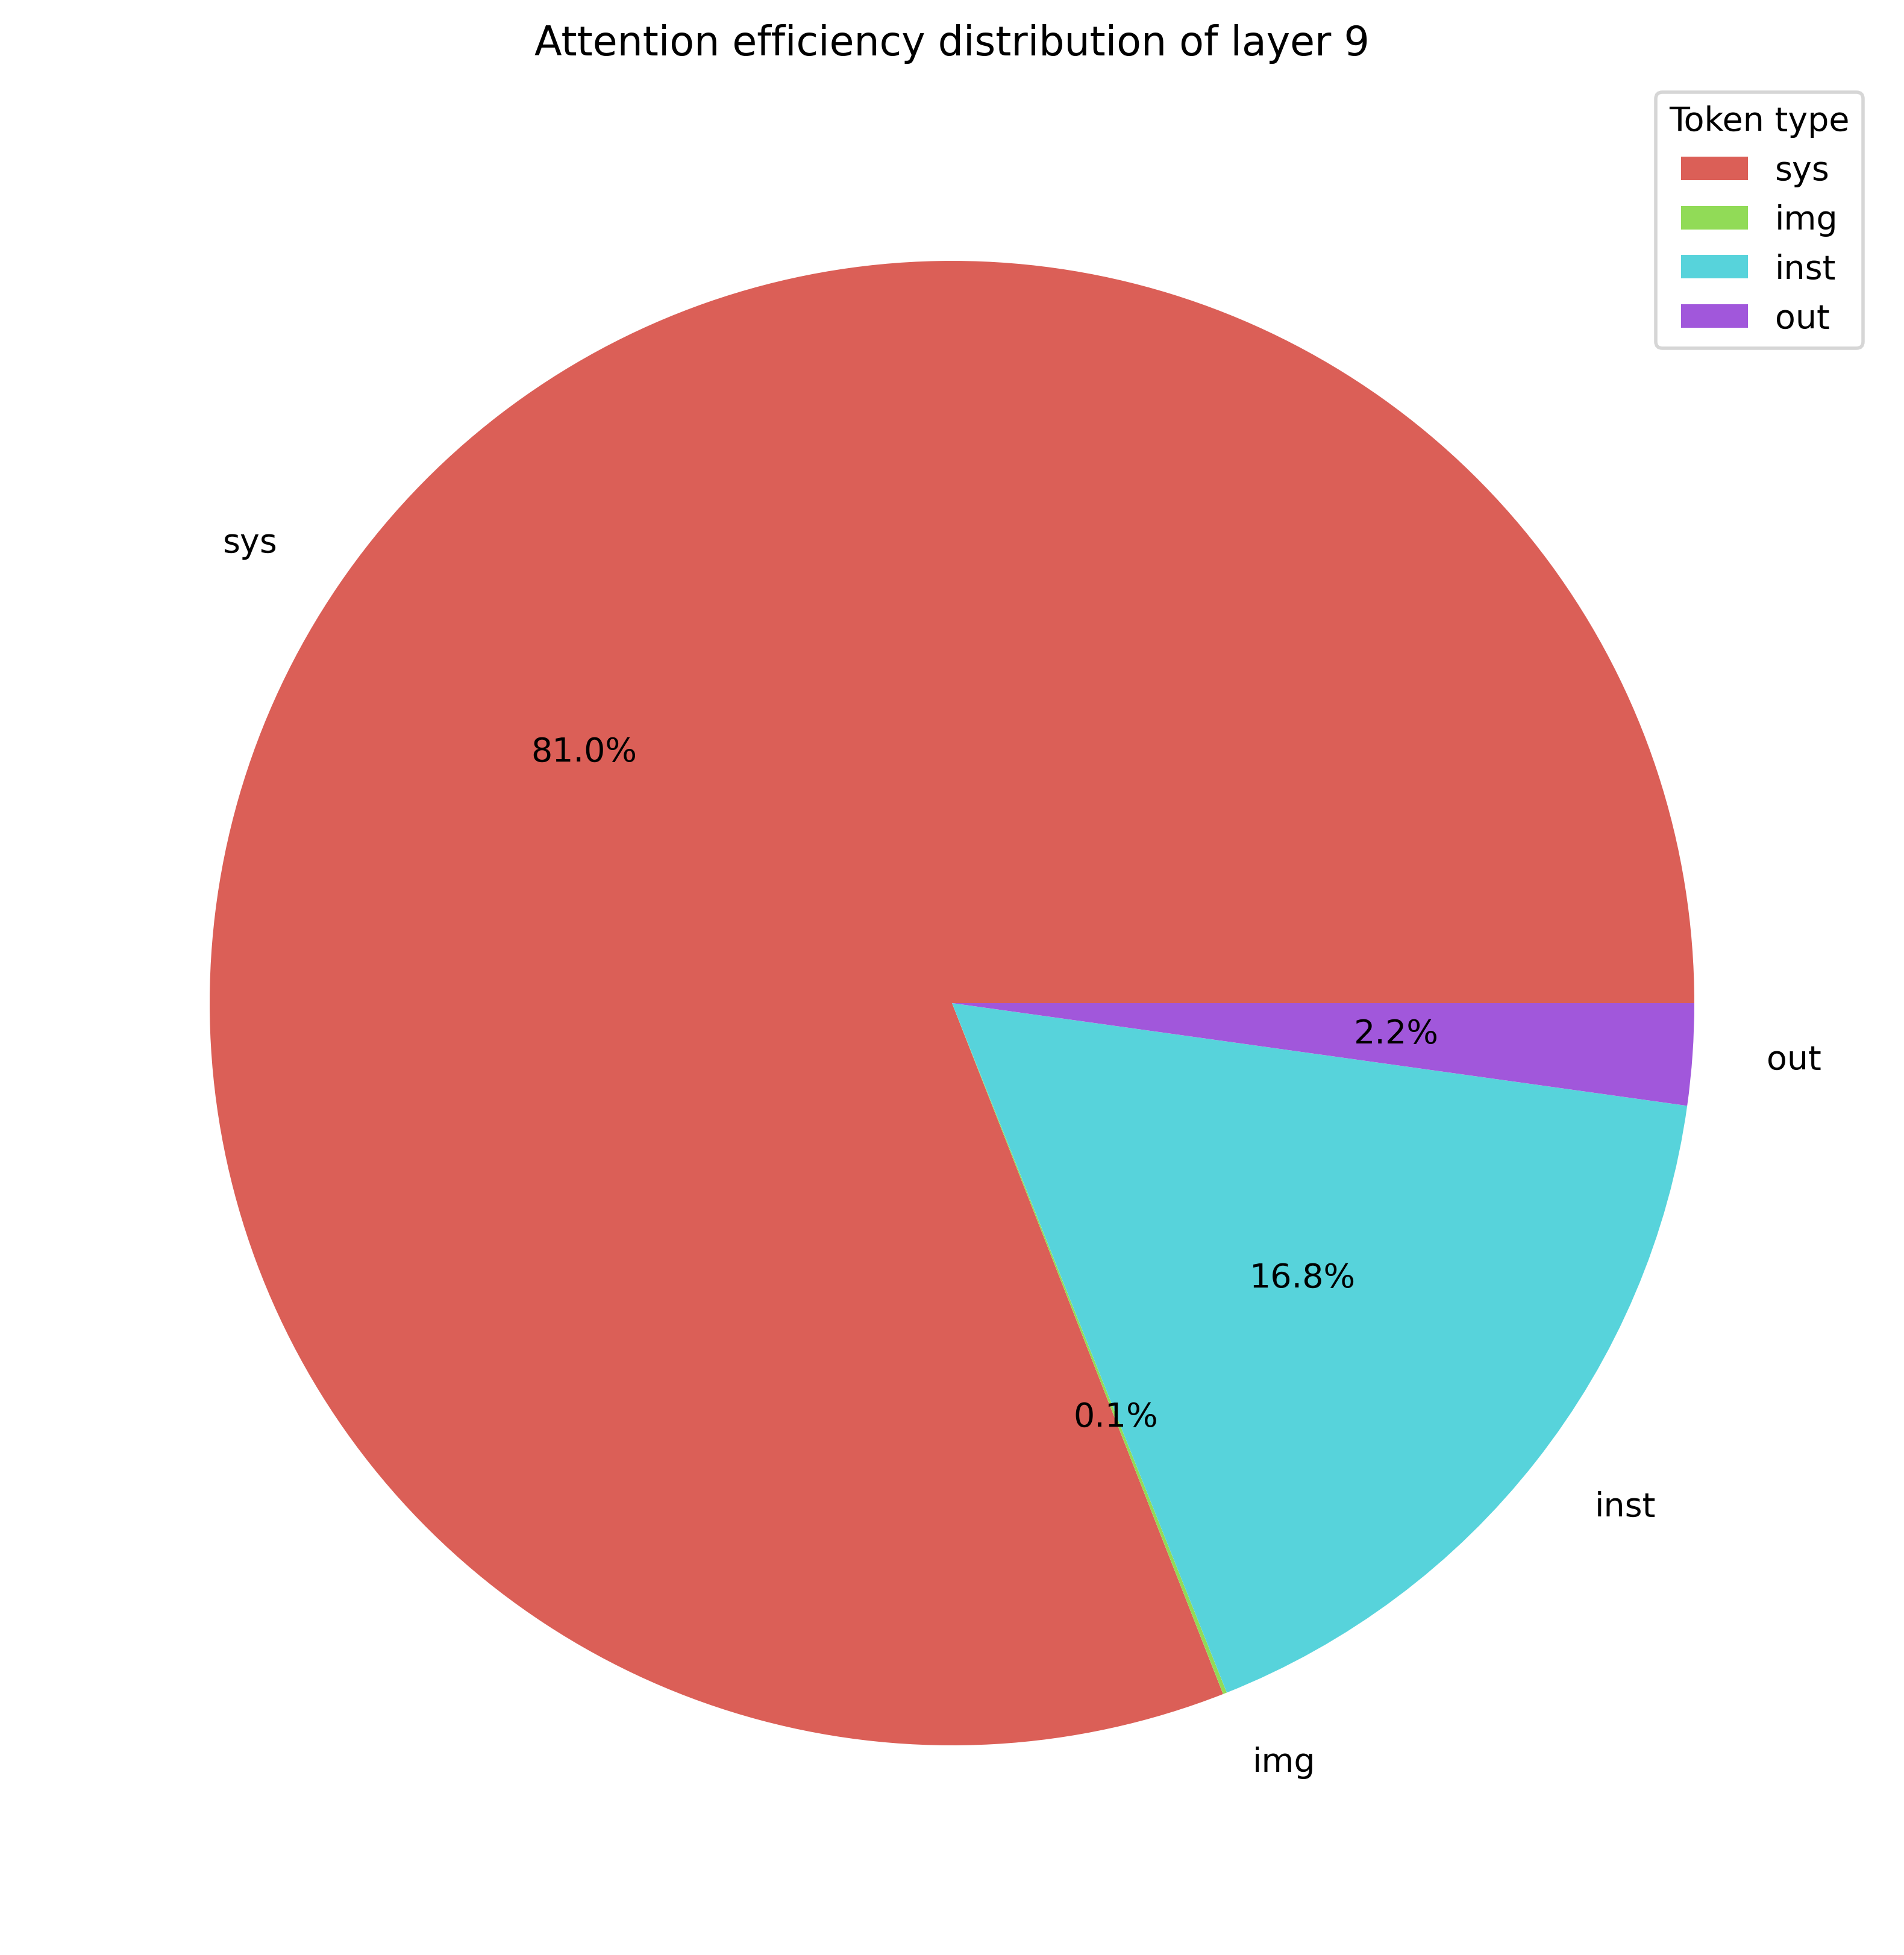 Attention efficiency distribution of layer 9
Token type
sys
img
inst
out
sys
81.0%
2.2%
out
16.8%
0.1%
inst
img